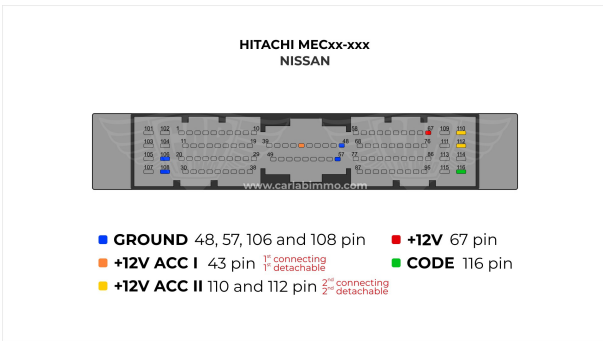 HITACHI MECxx-xxx
NISSAN
101 102 1 10 58 67 109 110
103 104 11 19 39 48 68 76 111 112
105 106 20 29 49 57 77 86 113 114
107 108 30 38 87 95 115 116
www.carlabimmo.com
GROUND 48, 57, 106 and 108 pin
+12V 67 pin
+12V ACC I 43 pin 1st connecting
1st detachable
CODE 116 pin
+12V ACC II 110 and 112 pin 2nd connecting
2nd detachable